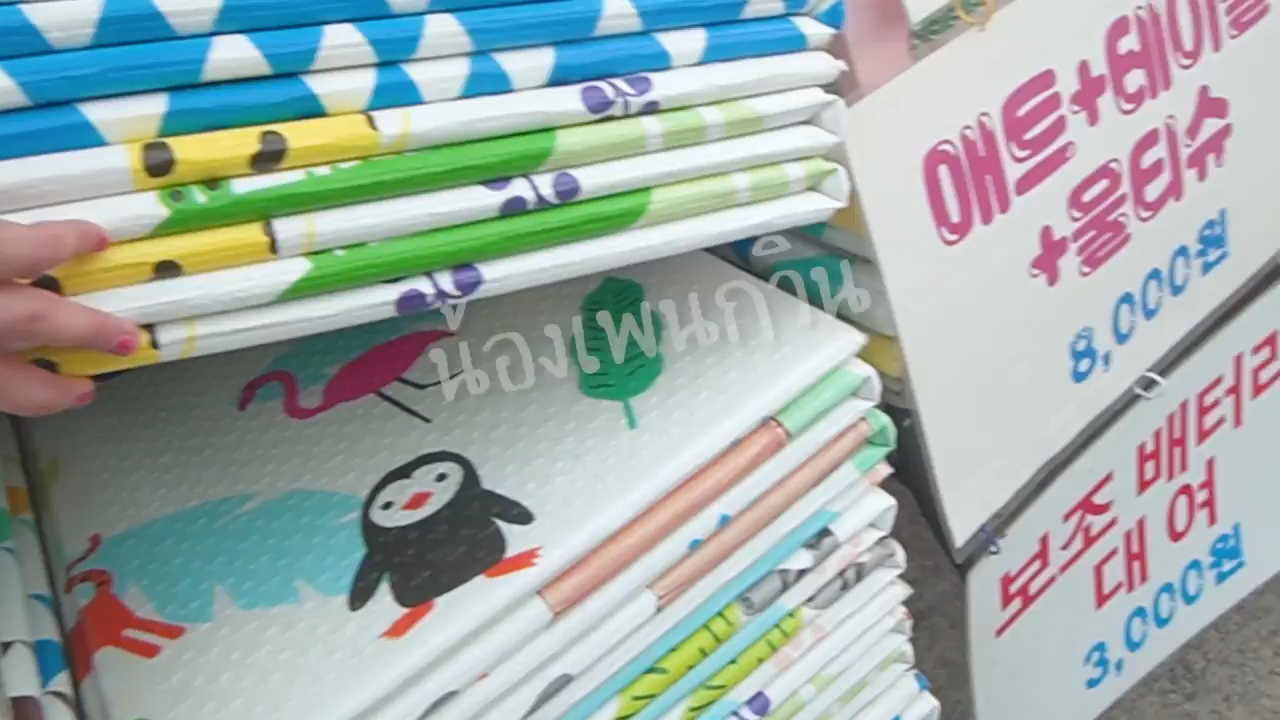 매트+테이블
+물티슈
8,000원
보조 배터리
대여
3,000원
น้องเพนกวิน